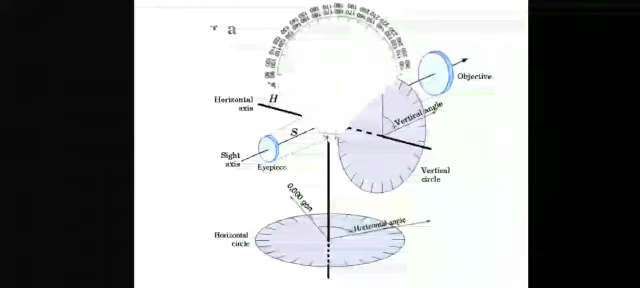 a
Objective
Horizontal
axis
H
Vertical angle
S
Sight
axis
Eyepiece
Vertical
circle
0,000 gon
Horizontal angle
Horizontal
circle